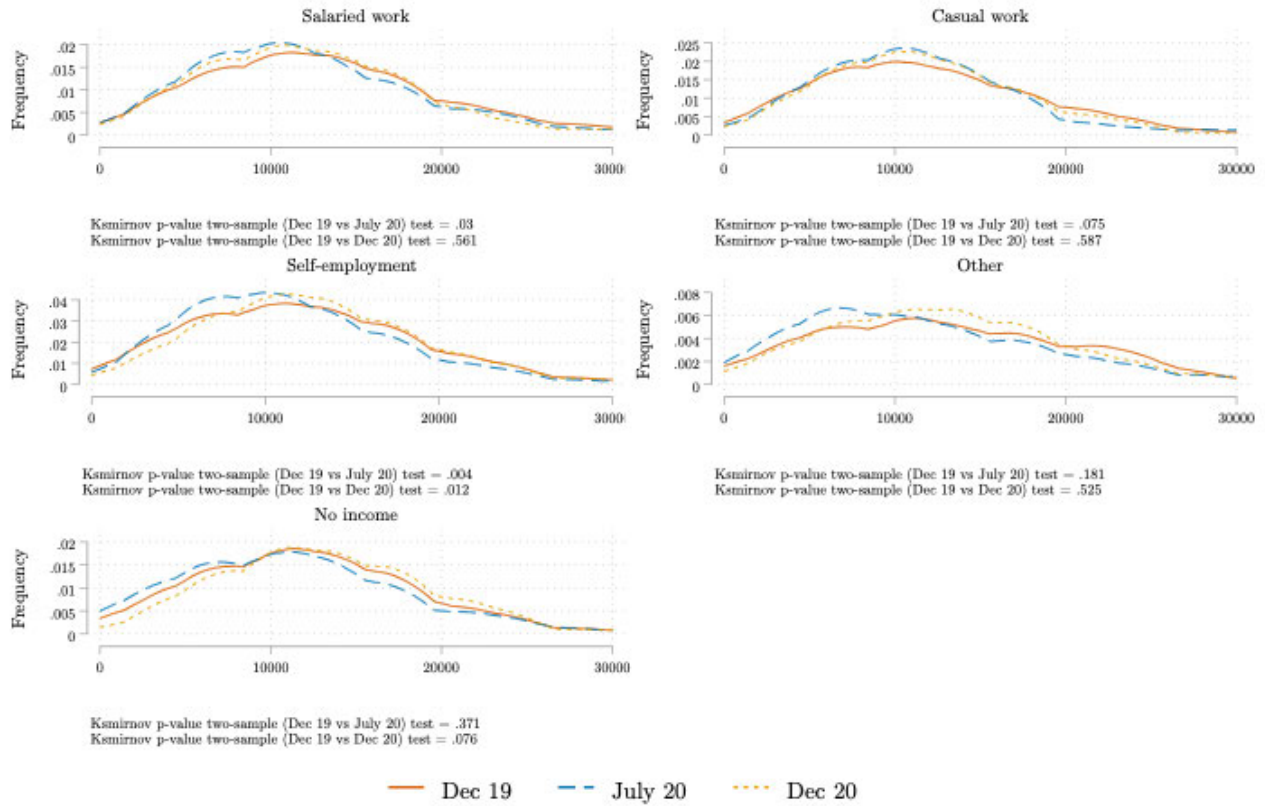 Salaried work
Frequency
.02
.015
.01
.005
0
0 10000 20000 30000
Ksmirnov p-value two-sample (Dec 19 vs July 20) test = .03
Ksmirnov p-value two-sample (Dec 19 vs Dec 20) test = .561
Casual work
Frequency
.025
.02
.015
.01
.005
0
0 10000 20000 30000
Ksmirnov p-value two-sample (Dec 19 vs July 20) test = .075
Ksmirnov p-value two-sample (Dec 19 vs Dec 20) test = .587
Self-employment
Frequency
.04
.03
.02
.01
0
0 10000 20000 30000
Ksmirnov p-value two-sample (Dec 19 vs July 20) test = .004
Ksmirnov p-value two-sample (Dec 19 vs Dec 20) test = .012
Other
Frequency
.008
.006
.004
.002
0
0 10000 20000 30000
Ksmirnov p-value two-sample (Dec 19 vs July 20) test = .181
Ksmirnov p-value two-sample (Dec 19 vs Dec 20) test = .525
No income
Frequency
.02
.015
.01
.005
0
0 10000 20000 30000
Ksmirnov p-value two-sample (Dec 19 vs July 20) test = .371
Ksmirnov p-value two-sample (Dec 19 vs Dec 20) test = .076
Dec 19 July 20 Dec 20